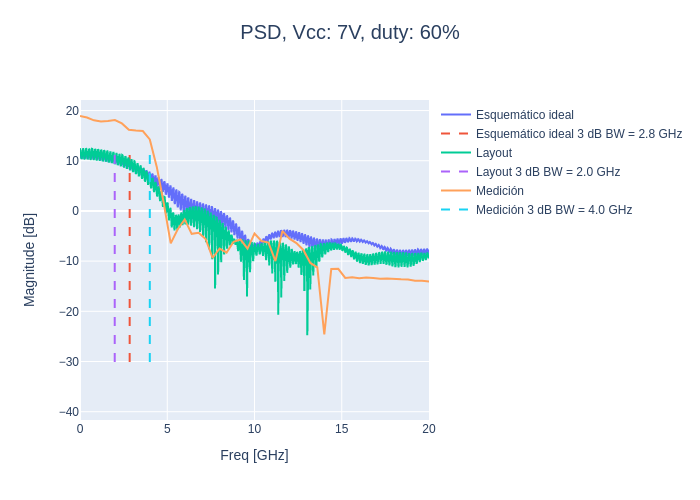 PSD, Vcc: 7V, duty: 60%
Esquemático ideal
Esquemático ideal 3 dB BW = 2.8 GHz
Layout
Layout 3 dB BW = 2.0 GHz
Medición
Medición 3 dB BW = 4.0 GHz
Magnitude [dB]
20
10
0
−10
−20
−30
−40
0 5 10 15 20
Freq [GHz]